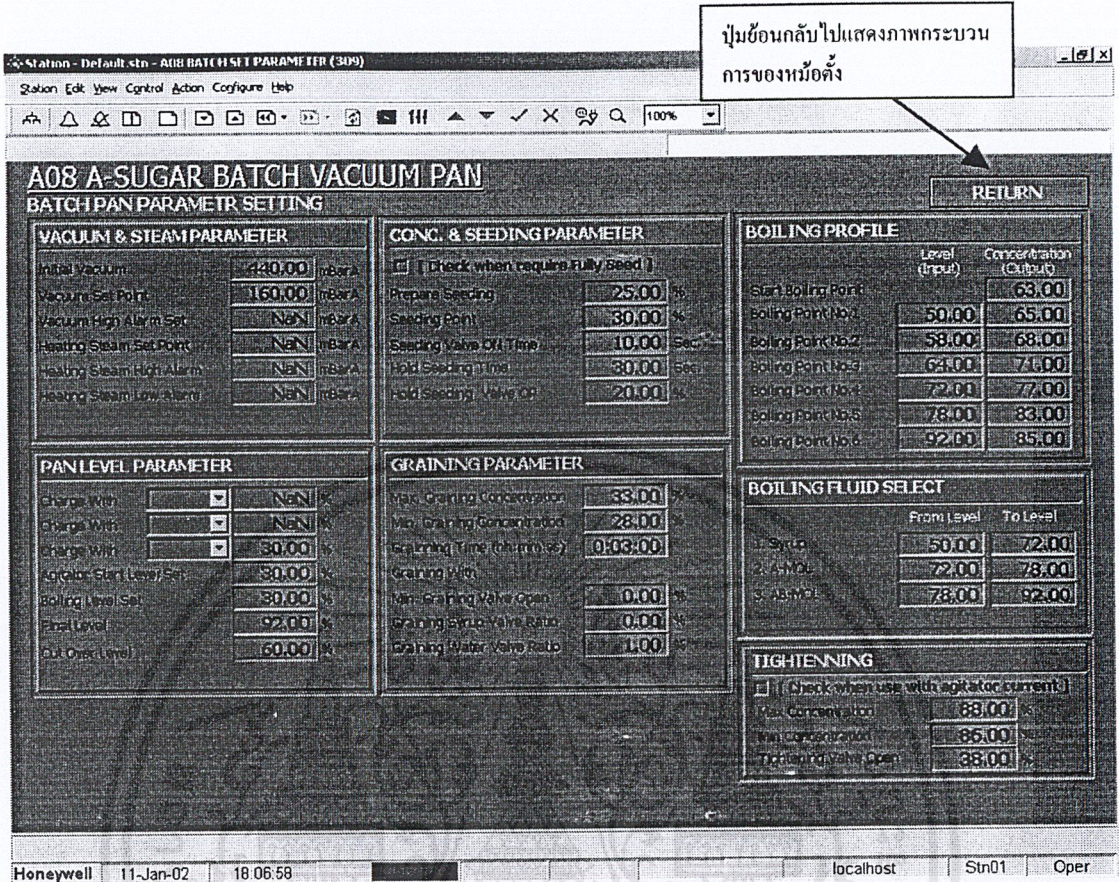 ปุ่มย้อนกลับไปแสดงภาพกระบวน
การของหม้อตั้ง
Station - Default.stn - A08 BATCH SET PARAMETER (309)
Station Edit View Control Action Configure Help
100%
A08 A-SUGAR BATCH VACUUM PAN
BATCH PAN PARAMETR SETTING
RETURN
VACUUM & STEAM PARAMETER
Initial Vacuum 440.00 mBarA
Vacuum Set Point 160.00 mBarA
Vacuum High Alarm Set NaN mBarA
Heating Steam Set Point NaN mBarA
Heating Steam High Alarm NaN mBarA
Heating Steam Low Alarm NaN mBarA
CONC. & SEEDING PARAMETER
[ Check when require Fully Seed ]
Prepare Seeding 25.00 %
Seeding Point 30.00 %
Seeding Valve ON Time 10.00 Sec.
Hold Seeding Time 30.00 Sec.
Hold Seeding Valve OP 20.00 %
BOILING PROFILE
Level Concentration
(Input) (Output)
Start Boiling Point 63.00
Boiling Point No.1 50.00 65.00
Boiling Point No.2 58.00 68.00
Boiling Point No.3 64.00 71.00
Boiling Point No.4 72.00 77.00
Boiling Point No.5 78.00 83.00
Boiling Point No.6 92.00 85.00
PAN LEVEL PARAMETER
Charge With NaN %
Charge With NaN %
Charge With 30.00 %
Agitator Start Level Set 30.00 %
Boiling Level Set 30.00 %
Final Level 92.00 %
Cut Over Level 60.00 %
GRAINING PARAMETER
Max. Graining Concentration 33.00 %
Min. Graining Concentration 28.00 %
Grainning Time (hh:mm:ss) 0:03:00
Graining With
Min. Graining Valve Open 0.00 %
Graining Syrup Valve Ratio 0.00 %
Graining Water Valve Ratio 1.00 %
BOILING FLUID SELECT
From Level To Level
Syrup 50.00 72.00
2. A-MOL 72.00 78.00
3. AB-MOL 78.00 92.00
TIGHTENNING
[ Check when use with agitator current ]
Max Concentration 88.00 %
Min Concentration 86.00 %
Tightening Valve Open 38.00 %
Honeywell 11-Jan-02 18:06:58 localhost Stn01 Oper